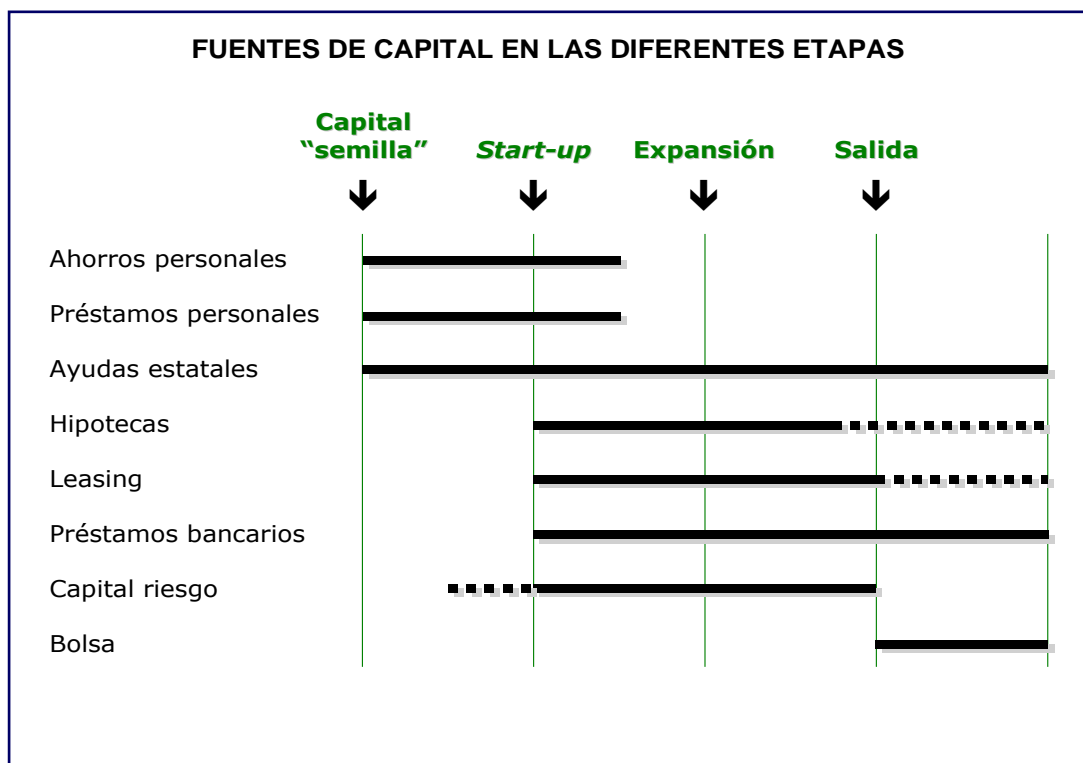 FUENTES DE CAPITAL EN LAS DIFERENTES ETAPAS
Capital
“semilla”
Start-up
Expansión
Salida
Ahorros personales
Préstamos personales
Ayudas estatales
Hipotecas
Leasing
Préstamos bancarios
Capital riesgo
Bolsa